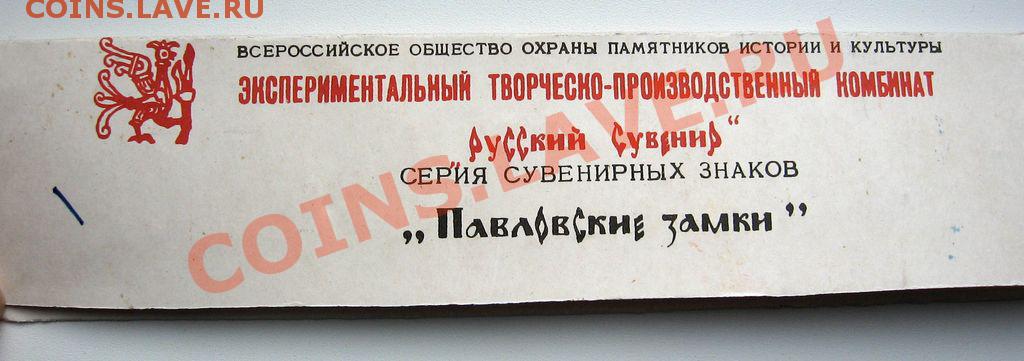 COINS.LAVE.RU
ВСЕРОССИЙСКОЕ ОБЩЕСТВО ОХРАНЫ ПАМЯТНИКОВ ИСТОРИИ И КУЛЬТУРЫ
ЭКСПЕРИМЕНТАЛЬНЫЙ ТВОРЧЕСКО-ПРОИЗВОДСТВЕННЫЙ КОМБИНАТ
„Русский Сувенир“
СЕРИЯ СУВЕНИРНЫХ ЗНАКОВ
„Павловские замки”
COINS.LAVE.RU